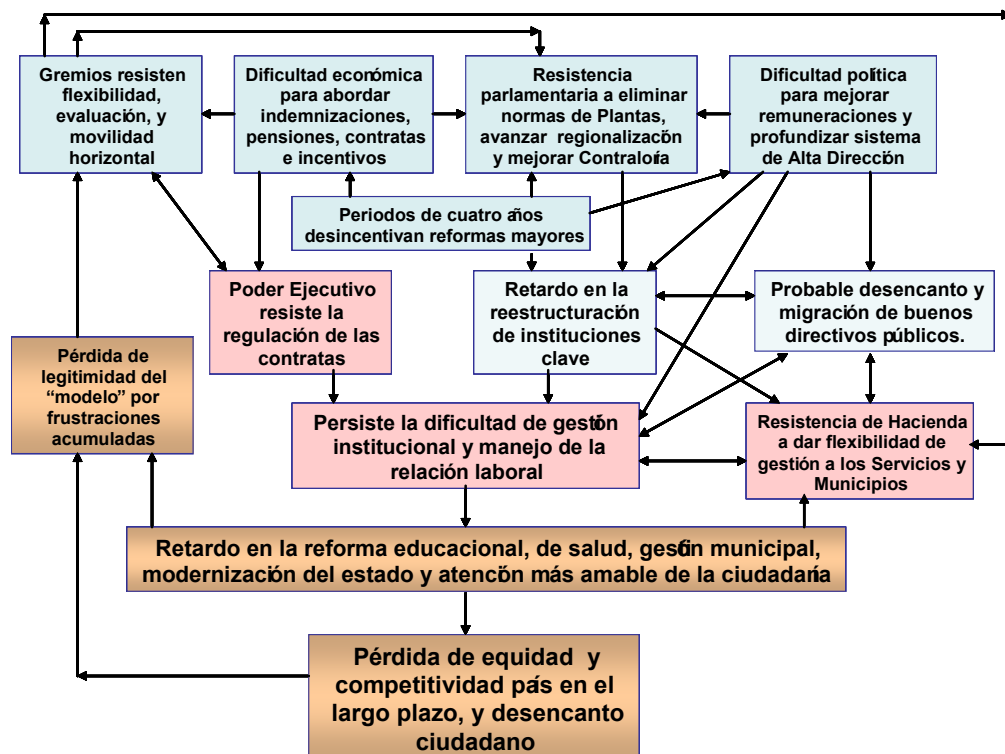 Gremios resisten
flexibilidad,
evaluación, y
movilidad
horizontal
Dificultad económica
para abordar
indemnizaciones,
pensiones, contratas
e incentivos
Resistencia
parlamentaria a eliminar
normas de Plantas,
avanzar regionalización
y mejorar Contraloría
Dificultad política
para mejorar
remuneraciones y
profundizar sistema
de Alta Dirección
Periodos de cuatro años
desincentivan reformas mayores
Poder Ejecutivo
resiste la
regulación de las
contratas
Retardo en la
reestructuración
de instituciones
clave
Probable desencanto y
migración de buenos
directivos públicos.
Pérdida de
legitimidad del
“modelo” por
frustraciones
acumuladas
Persiste la dificultad de gestión
institucional y manejo de la
relación laboral
Resistencia de Hacienda
a dar flexibilidad de
gestión a los Servicios y
Municipios
Retardo en la reforma educacional, de salud, gestión municipal,
modernización del estado y atención más amable de la ciudadanía
Pérdida de equidad y
competitividad país en el
largo plazo, y desencanto
ciudadano